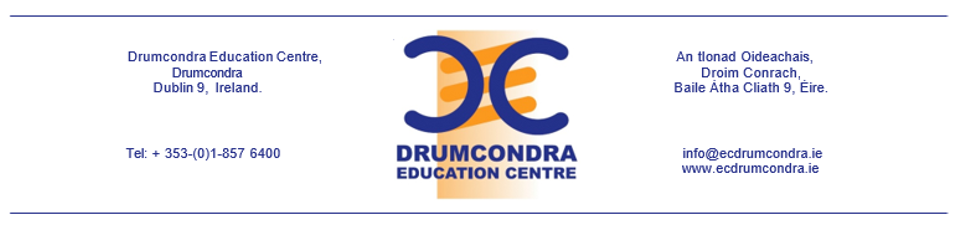 Drumcondra Education Centre,
Drumcondra
Dublin 9, Ireland.
Tel: + 353-(0)1-857 6400
DRUMCONDRA
EDUCATION CENTRE
An tIonad Oideachais,
Droim Conrach,
Baile Átha Cliath 9, Éire.
info@ecdrumcondra.ie
www.ecdrumcondra.ie